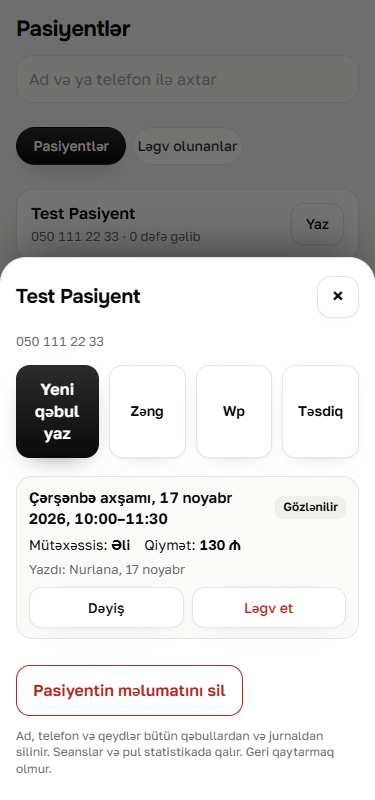 Pasiyentlər
Ad və ya telefon ilə axtar
Pasiyentlər
Ləgv olunanlar
Test Pasiyent
050 111 22 33 · 0 dəfə gəlib
Yaz
Test Pasiyent
×
050 111 22 33
Yeni
qəbul
yaz
Zəng
Wp
Təsdiq
Çərşənbə axşamı, 17 noyabr
2026, 10:00–11:30
Gözlənilir
Mütəxəssis: Əli Qiymət: 130 ₼
Yazdı: Nurlana, 17 noyabr
Dəyiş
Ləgv et
Pasiyentin məlumatını sil
Ad, telefon və qeydlər bütün qəbullardan və jurnaldan
silinir. Seanslar və pul statistikada qalır. Geri qaytarmaq
olmur.